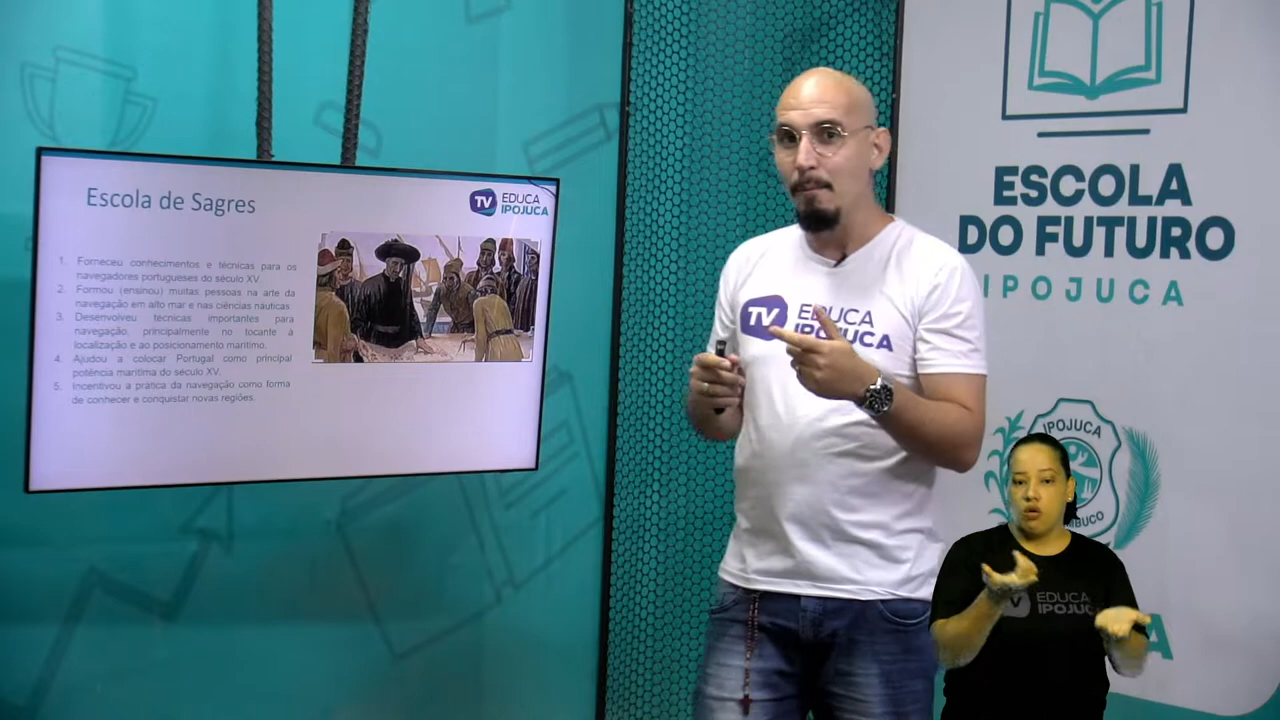 Escola de Sagres
TV EDUCA
IPOJUCA
1. Forneceu conhecimentos e técnicas para os
navegadores portugueses do século XV.
2. Formou (ensinou) muitas pessoas na arte da
navegação em alto mar e nas ciências náuticas.
3. Desenvolveu técnicas importantes para
navegação, principalmente no tocante à
localização e ao posicionamento marítimo.
4. Ajudou a colocar Portugal como principal
potência marítima do século XV.
5. Incentivou a prática da navegação como forma
de conhecer e conquistar novas regiões.
TV EDUCA
IPOJUCA
ESCOLA
DO FUTURO
IPOJUCA
IPOJUCA
EDUCA
IPOJUC